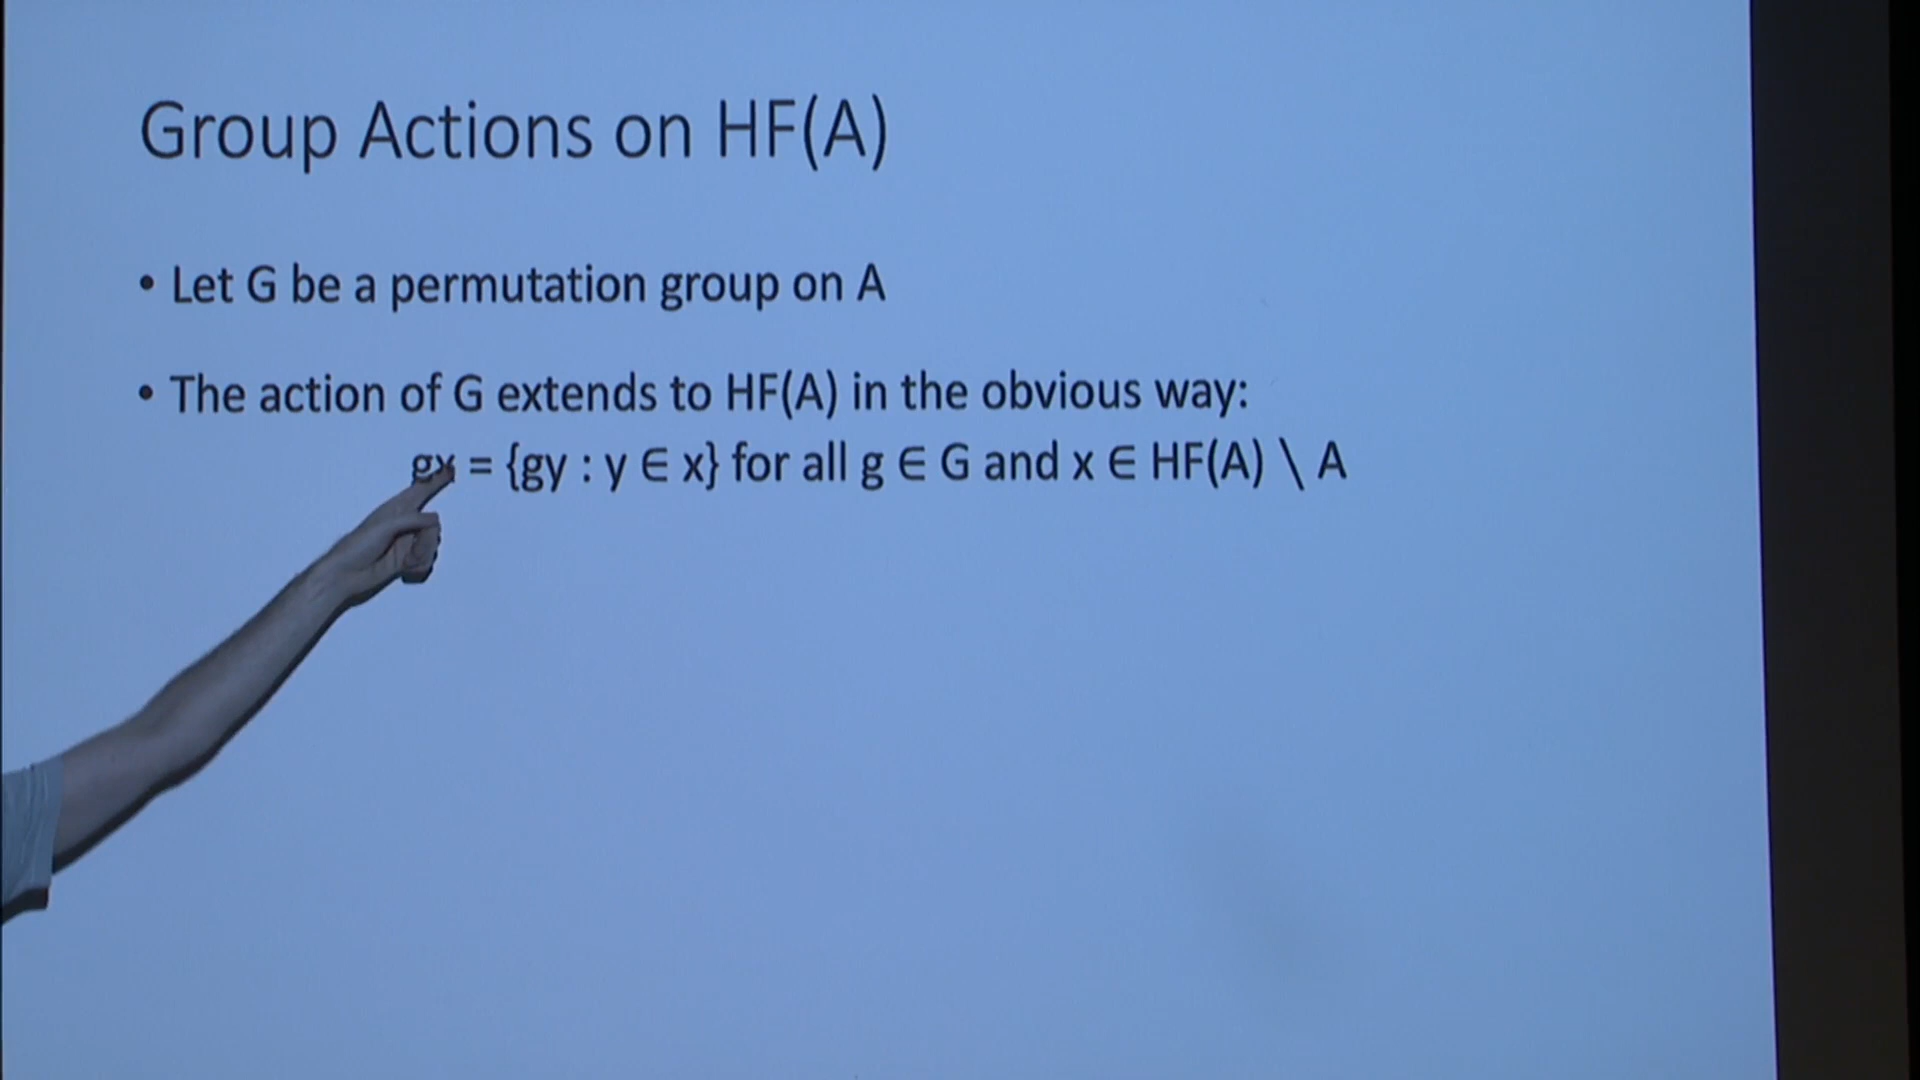 Group Actions on HF(A)
• Let G be a permutation group on A
• The action of G extends to HF(A) in the obvious way:
gx = {gy : y ∈ x} for all g ∈ G and x ∈ HF(A) \ A